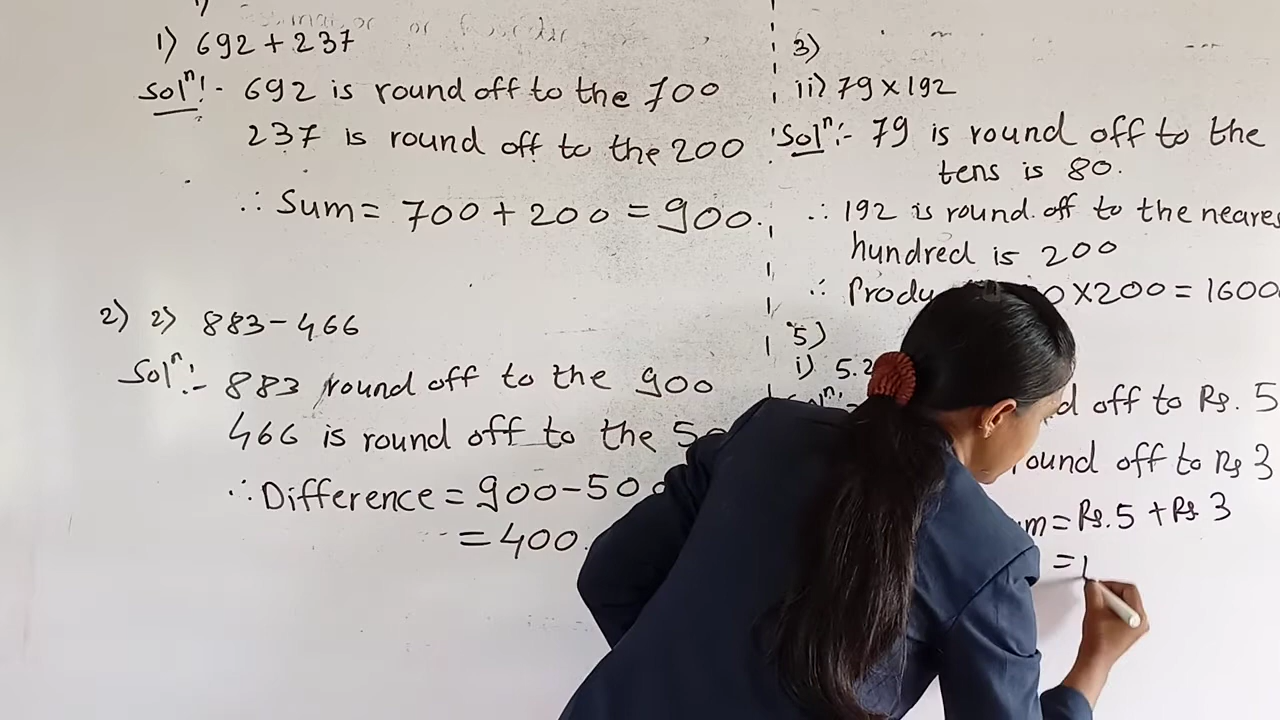 1) 692 + 237
Solⁿ:- 692 is round off to the 700
237 is round off to the 200
∴ Sum = 700 + 200 = 900.
2) 2) 883 - 466
Solⁿ:- 883 round off to the 900
466 is round off to the
∴ Difference = 900 - 500
= 400.
3)
ii) 79 x 192
Solⁿ:- 79 is round off to the
tens is 80.
∴ 192 is round off to the neares
hundred is 200
∴ Produ 0 X 200 = 1600
5)
i) 5.2
off to Rs. 5
round off to Rs 3
= Rs. 5 + Rs 3
=